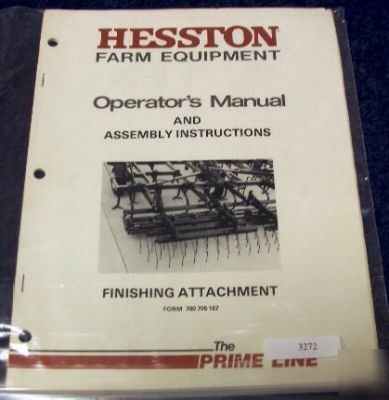 HESSTON
FARM EQUIPMENT
Operator's Manual
AND
ASSEMBLY INSTRUCTIONS
FINISHING ATTACHMENT
FORM 700 705 167
The
3272
PRIME LINE